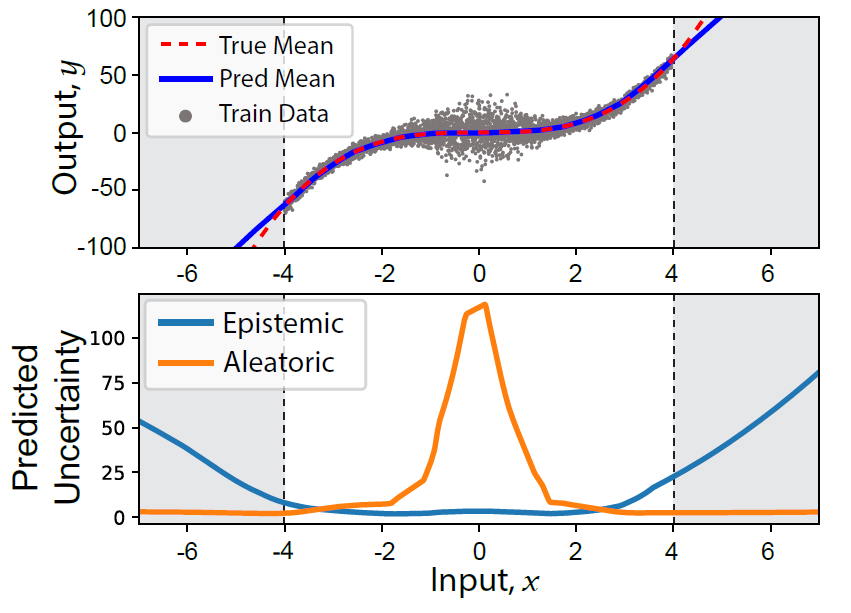 100
50
0
-50
-100
Output, y
True Mean
Pred Mean
Train Data
-6 -4 -2 0 2 4 6
100
75
50
25
0
Predicted
Uncertainty
Epistemic
Aleatoric
-6 -4 -2 0 2 4 6
Input, x